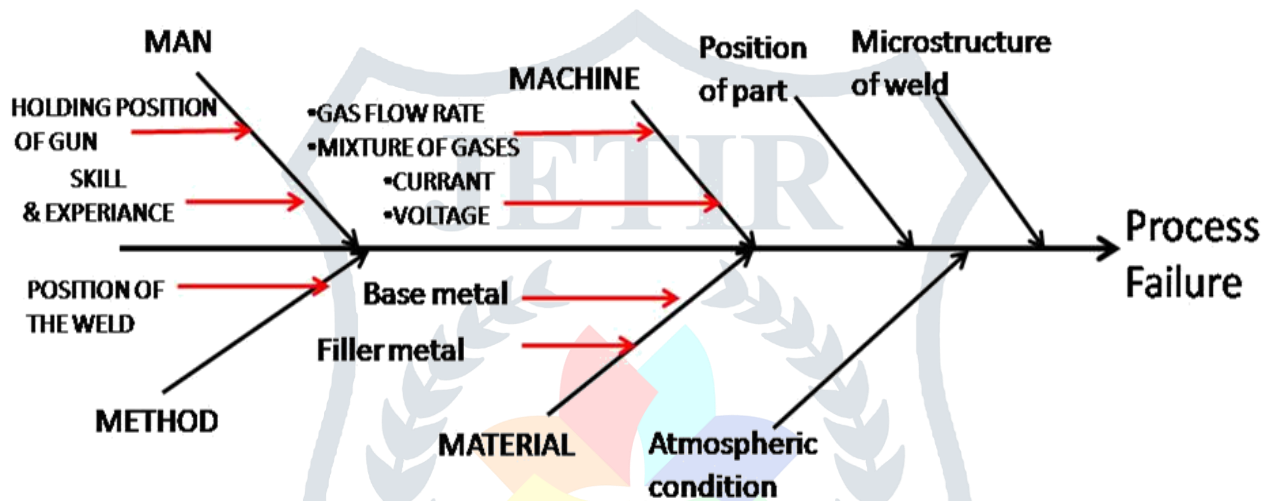 MAN
HOLDING POSITION
OF GUN
SKILL
& EXPERIANCE
MACHINE
•GAS FLOW RATE
•MIXTURE OF GASES
•CURRANT
•VOLTAGE
Position
of part
Microstructure
of weld
JETIR
Process
Failure
POSITION OF
THE WELD
METHOD
Base metal
Filler metal
MATERIAL
Atmospheric
condition